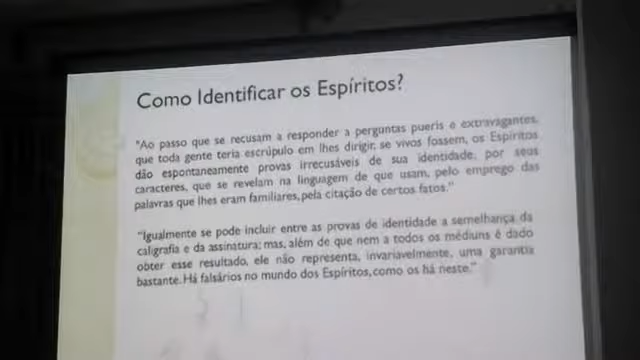 Como Identificar os Espíritos?
"Ao passo que se recusam a responder a perguntas pueris e extravagantes,
que toda gente teria escrúpulo em lhes dirigir, se vivos fossem, os Espíritos
dão espontaneamente provas irrecusáveis de sua identidade, por seus
caracteres, que se revelam na linguagem de que usam, pelo emprego das
palavras que lhes eram familiares, pela citação de certos fatos."
"Igualmente se pode incluir entre as provas de identidade a semelhança da
caligrafia e da assinatura; mas, além de que nem a todos os médiuns é dado
obter esse resultado, ele não representa, invariavelmente, uma garantia
bastante. Há falsários no mundo dos Espíritos, como os há neste."